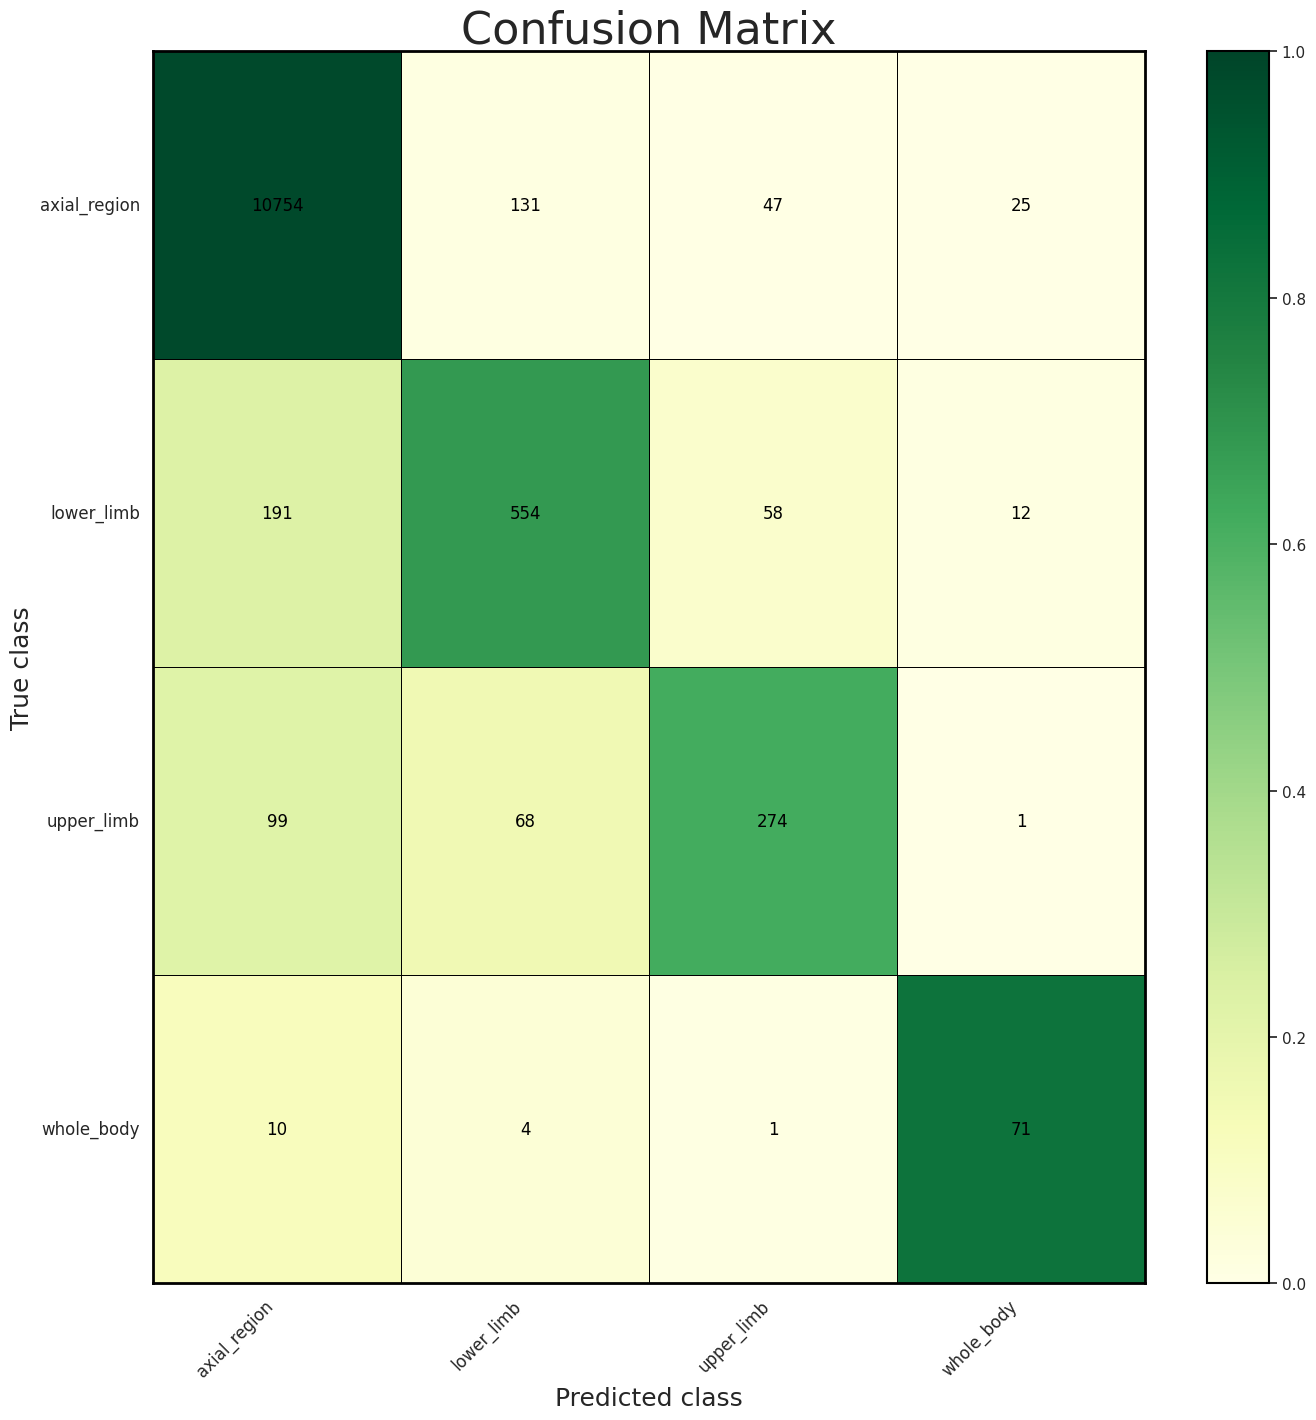 Confusion Matrix
axial_region 10754 131 47 25
lower_limb 191 554 58 12
upper_limb 99 68 274 1
whole_body 10 4 1 71
True class
axial_region lower_limb upper_limb whole_body
Predicted class
1.0
0.8
0.6
0.4
0.2
0.0